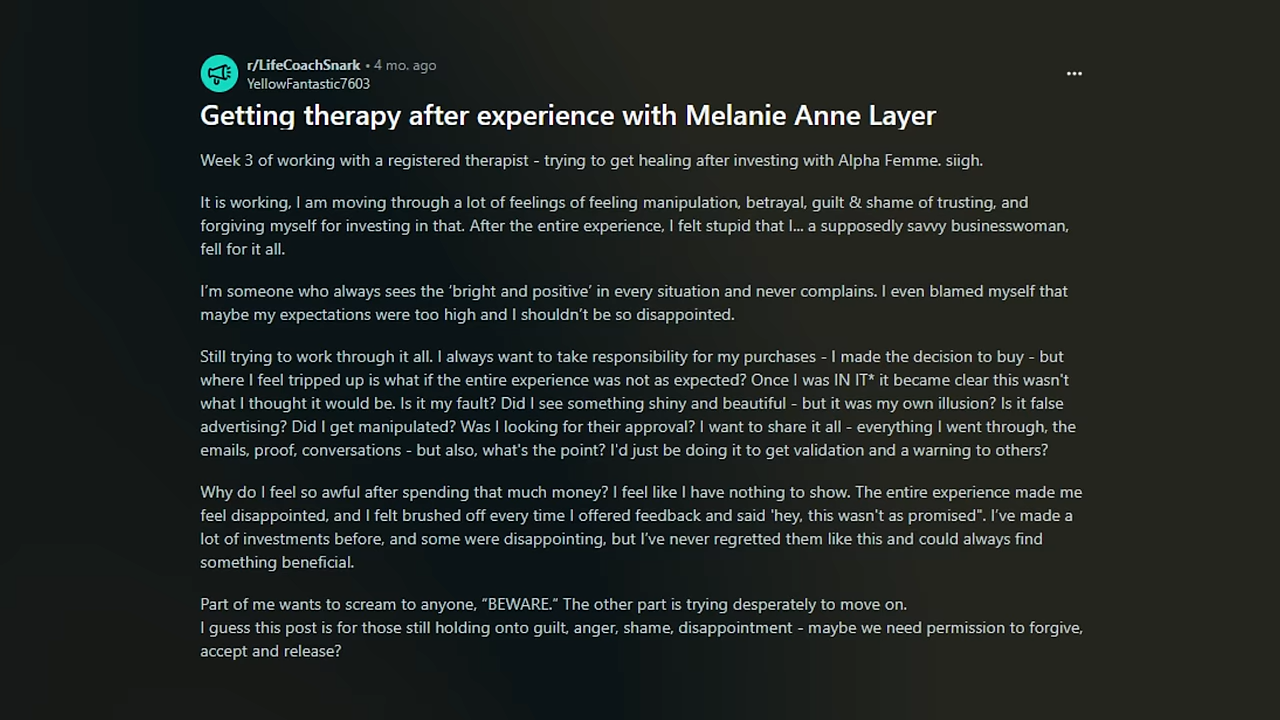 r/LifeCoachSnark • 4 mo. ago
YellowFantastic7603
Getting therapy after experience with Melanie Anne Layer
Week 3 of working with a registered therapist - trying to get healing after investing with Alpha Femme. siigh.
It is working, I am moving through a lot of feelings of feeling manipulation, betrayal, guilt & shame of trusting, and
forgiving myself for investing in that. After the entire experience, I felt stupid that I... a supposedly savvy businesswoman,
fell for it all.
I'm someone who always sees the ‘bright and positive’ in every situation and never complains. I even blamed myself that
maybe my expectations were too high and I shouldn't be so disappointed.
Still trying to work through it all. I always want to take responsibility for my purchases - I made the decision to buy - but
where I feel tripped up is what if the entire experience was not as expected? Once I was IN IT* it became clear this wasn't
what I thought it would be. Is it my fault? Did I see something shiny and beautiful - but it was my own illusion? Is it false
advertising? Did I get manipulated? Was I looking for their approval? I want to share it all - everything I went through, the
emails, proof, conversations - but also, what's the point? I'd just be doing it to get validation and a warning to others?
Why do I feel so awful after spending that much money? I feel like I have nothing to show. The entire experience made me
feel disappointed, and I felt brushed off every time I offered feedback and said 'hey, this wasn't as promised". I've made a
lot of investments before, and some were disappointing, but I've never regretted them like this and could always find
something beneficial.
Part of me wants to scream to anyone, “BEWARE.“ The other part is trying desperately to move on.
I guess this post is for those still holding onto guilt, anger, shame, disappointment - maybe we need permission to forgive,
accept and release?